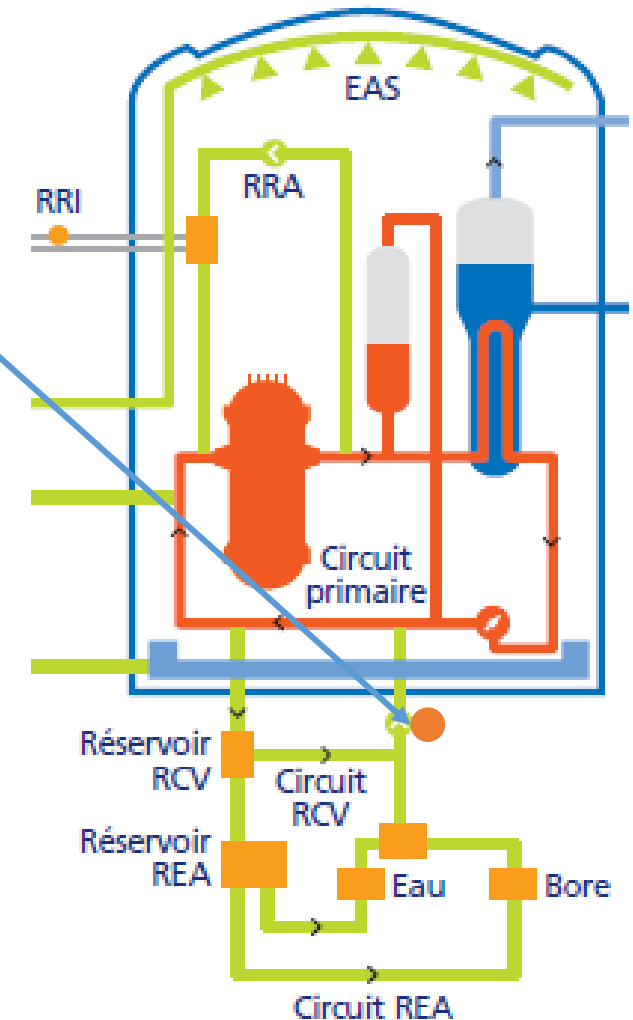 EAS
RRA
RRI
Circuit
primaire
Réservoir
RCV
Circuit
RCV
Réservoir
REA
Eau
Bore
Circuit REA